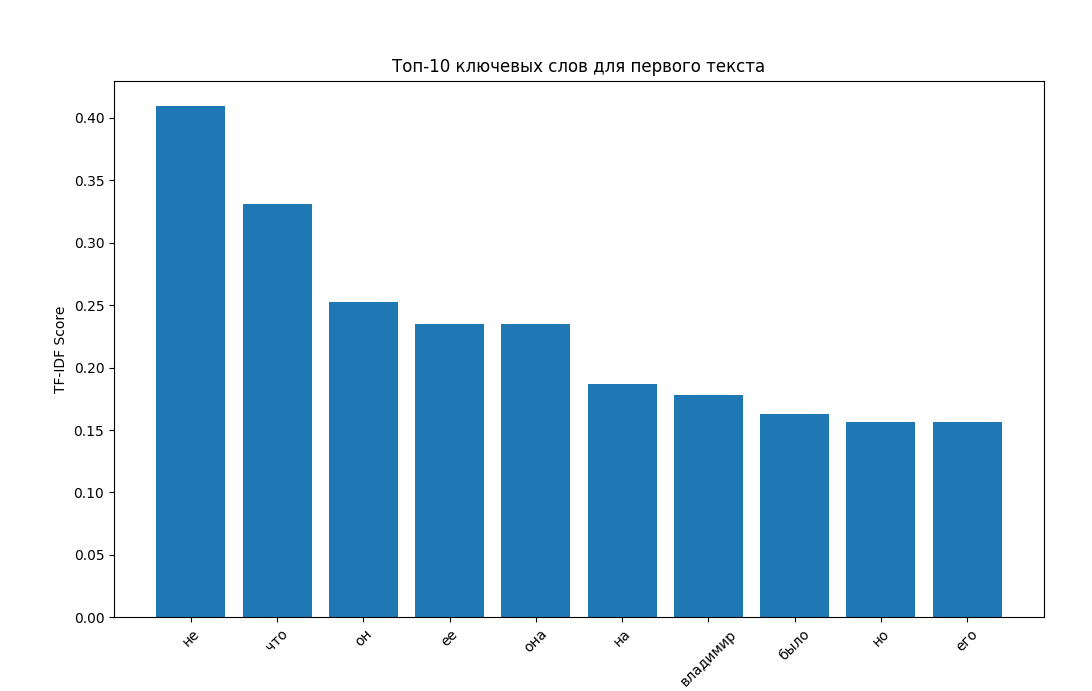 Топ-10 ключевых слов для первого текста
TF-IDF Score
0.40
0.35
0.30
0.25
0.20
0.15
0.10
0.05
0.00
не
что
он
ее
она
на
владимир
было
но
его